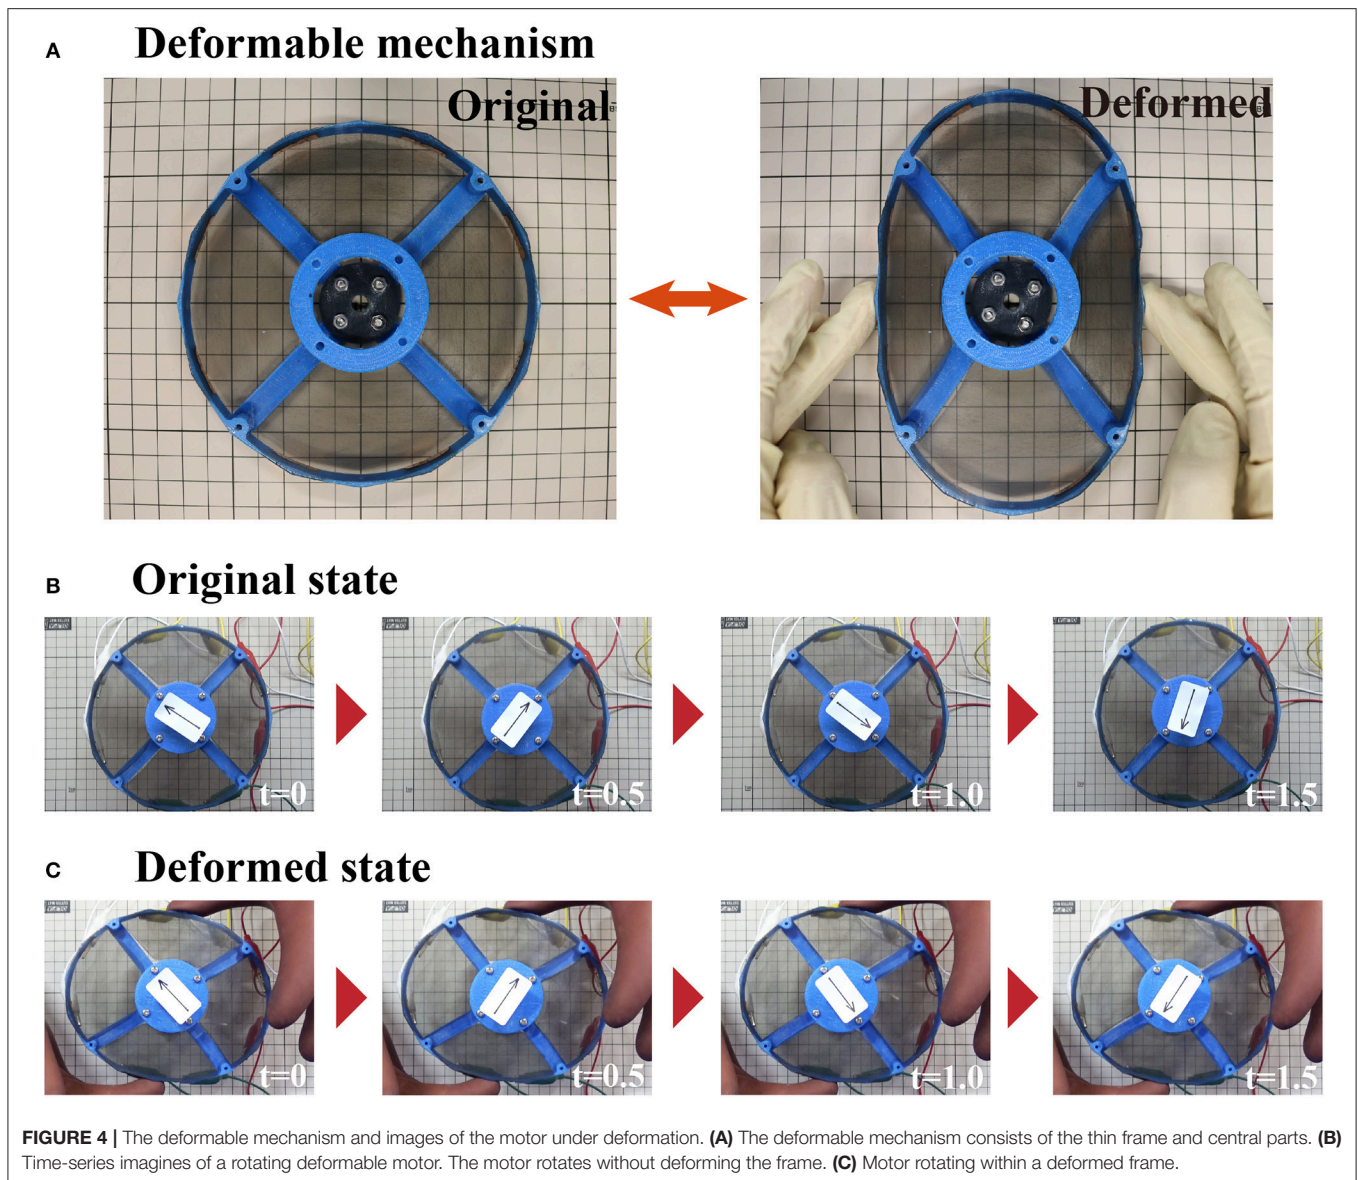 A
Deformable mechanism
Original
Deformed
B
Original state
t=0
t=0.5
t=1.0
t=1.5
C
Deformed state
t=0
t=0.5
t=1.0
t=1.5
FIGURE 4 | The deformable mechanism and images of the motor under deformation. (A) The deformable mechanism consists of the thin frame and central parts. (B)
Time-series imagines of a rotating deformable motor. The motor rotates without deforming the frame. (C) Motor rotating within a deformed frame.